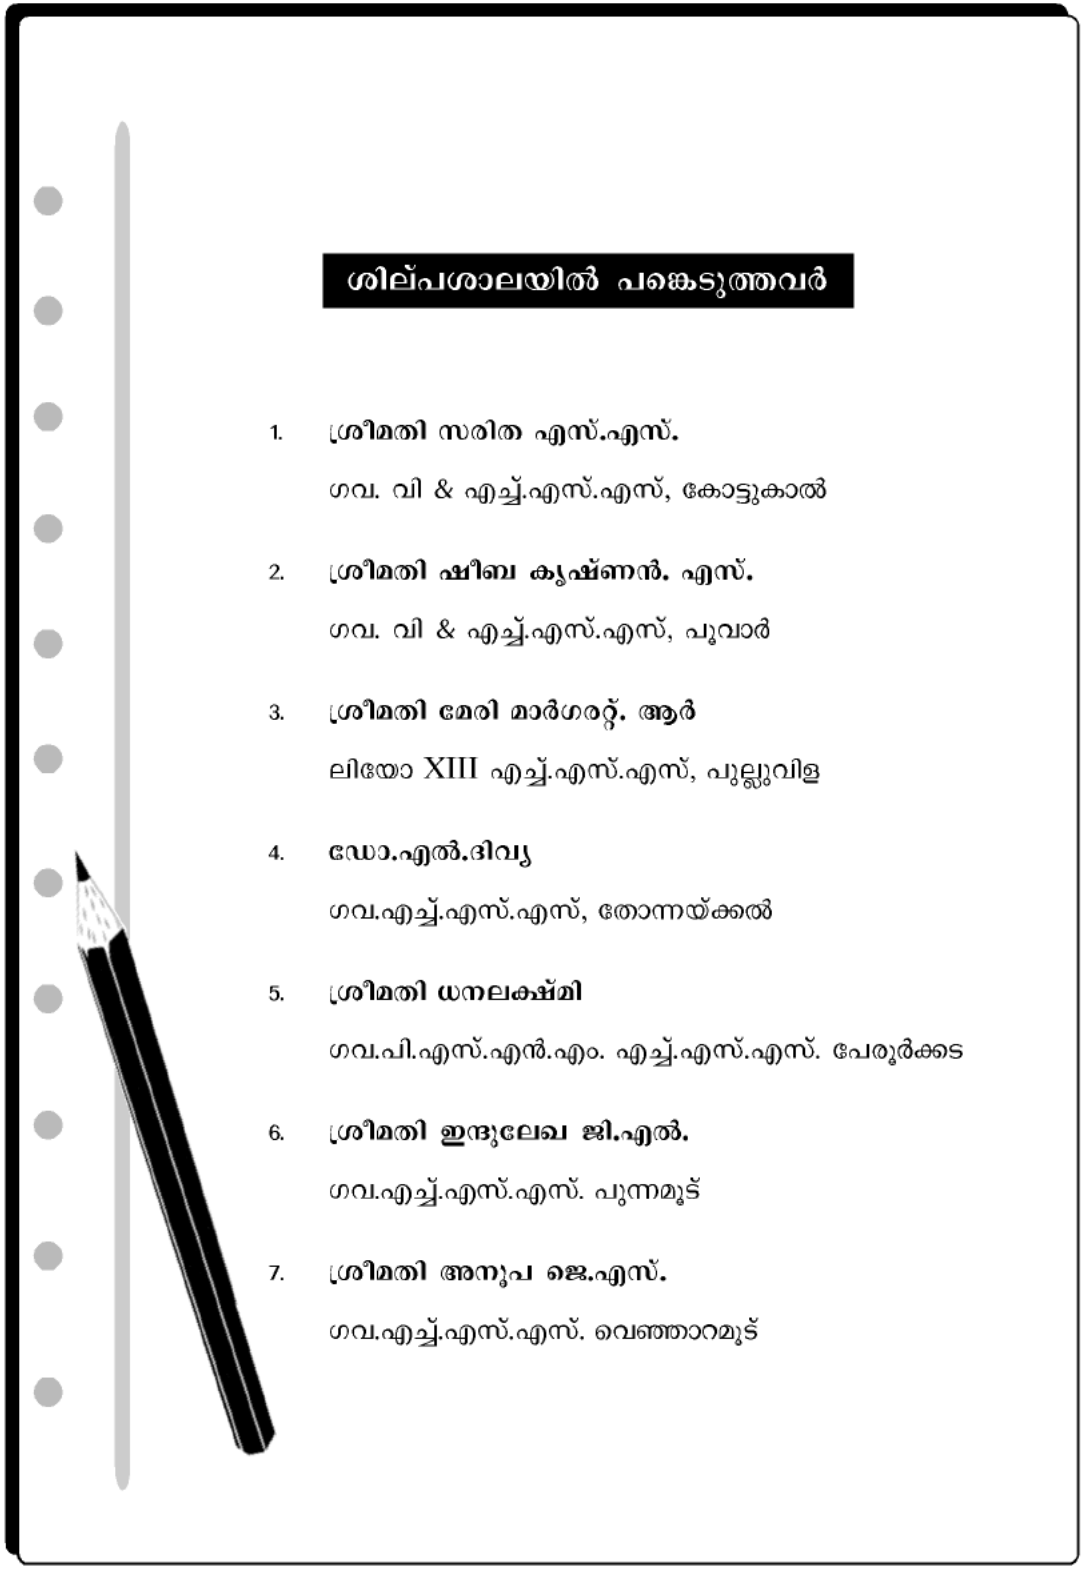 ശില്പശാലയിൽ പങ്കെടുത്തവർ
1. ശ്രീമതി സരിത എസ്.എസ്.
ഗവ. വി & എച്ച്.എസ്.എസ്, കോട്ടുകാൽ
2. ശ്രീമതി ഷീബ കൃഷ്ണൻ. എസ്.
ഗവ. വി & എച്ച്.എസ്.എസ്, പൂവാർ
3. ശ്രീമതി മേരി മാർഗരറ്റ്. ആർ
ലിയോ XIII എച്ച്.എസ്.എസ്, പുല്ലുവിള
4. ഡോ.എൽ.ദിവ്യ
ഗവ.എച്ച്.എസ്.എസ്, തോന്നയ്ക്കൽ
5. ശ്രീമതി ധനലക്ഷ്മി
ഗവ.പി.എസ്.എൻ.എം. എച്ച്.എസ്.എസ്. പേരൂർക്കട
6. ശ്രീമതി ഇന്ദുലേഖ ജി.എൽ.
ഗവ.എച്ച്.എസ്.എസ്. പുന്നമൂട്
7. ശ്രീമതി അനൂപ ജെ.എസ്.
ഗവ.എച്ച്.എസ്.എസ്. വെഞ്ഞാറമൂട്